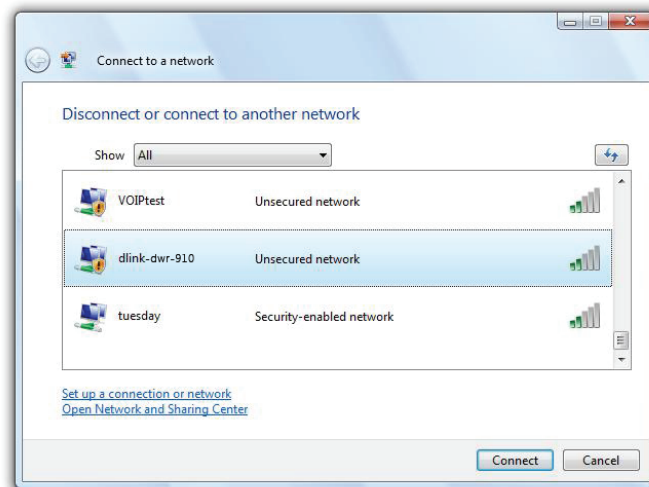 Connect to a network
Disconnect or connect to another network
Show All
VOIPtest Unsecured network
dlink-dwr-910 Unsecured network
tuesday Security-enabled network
Set up a connection or network
Open Network and Sharing Center
Connect Cancel